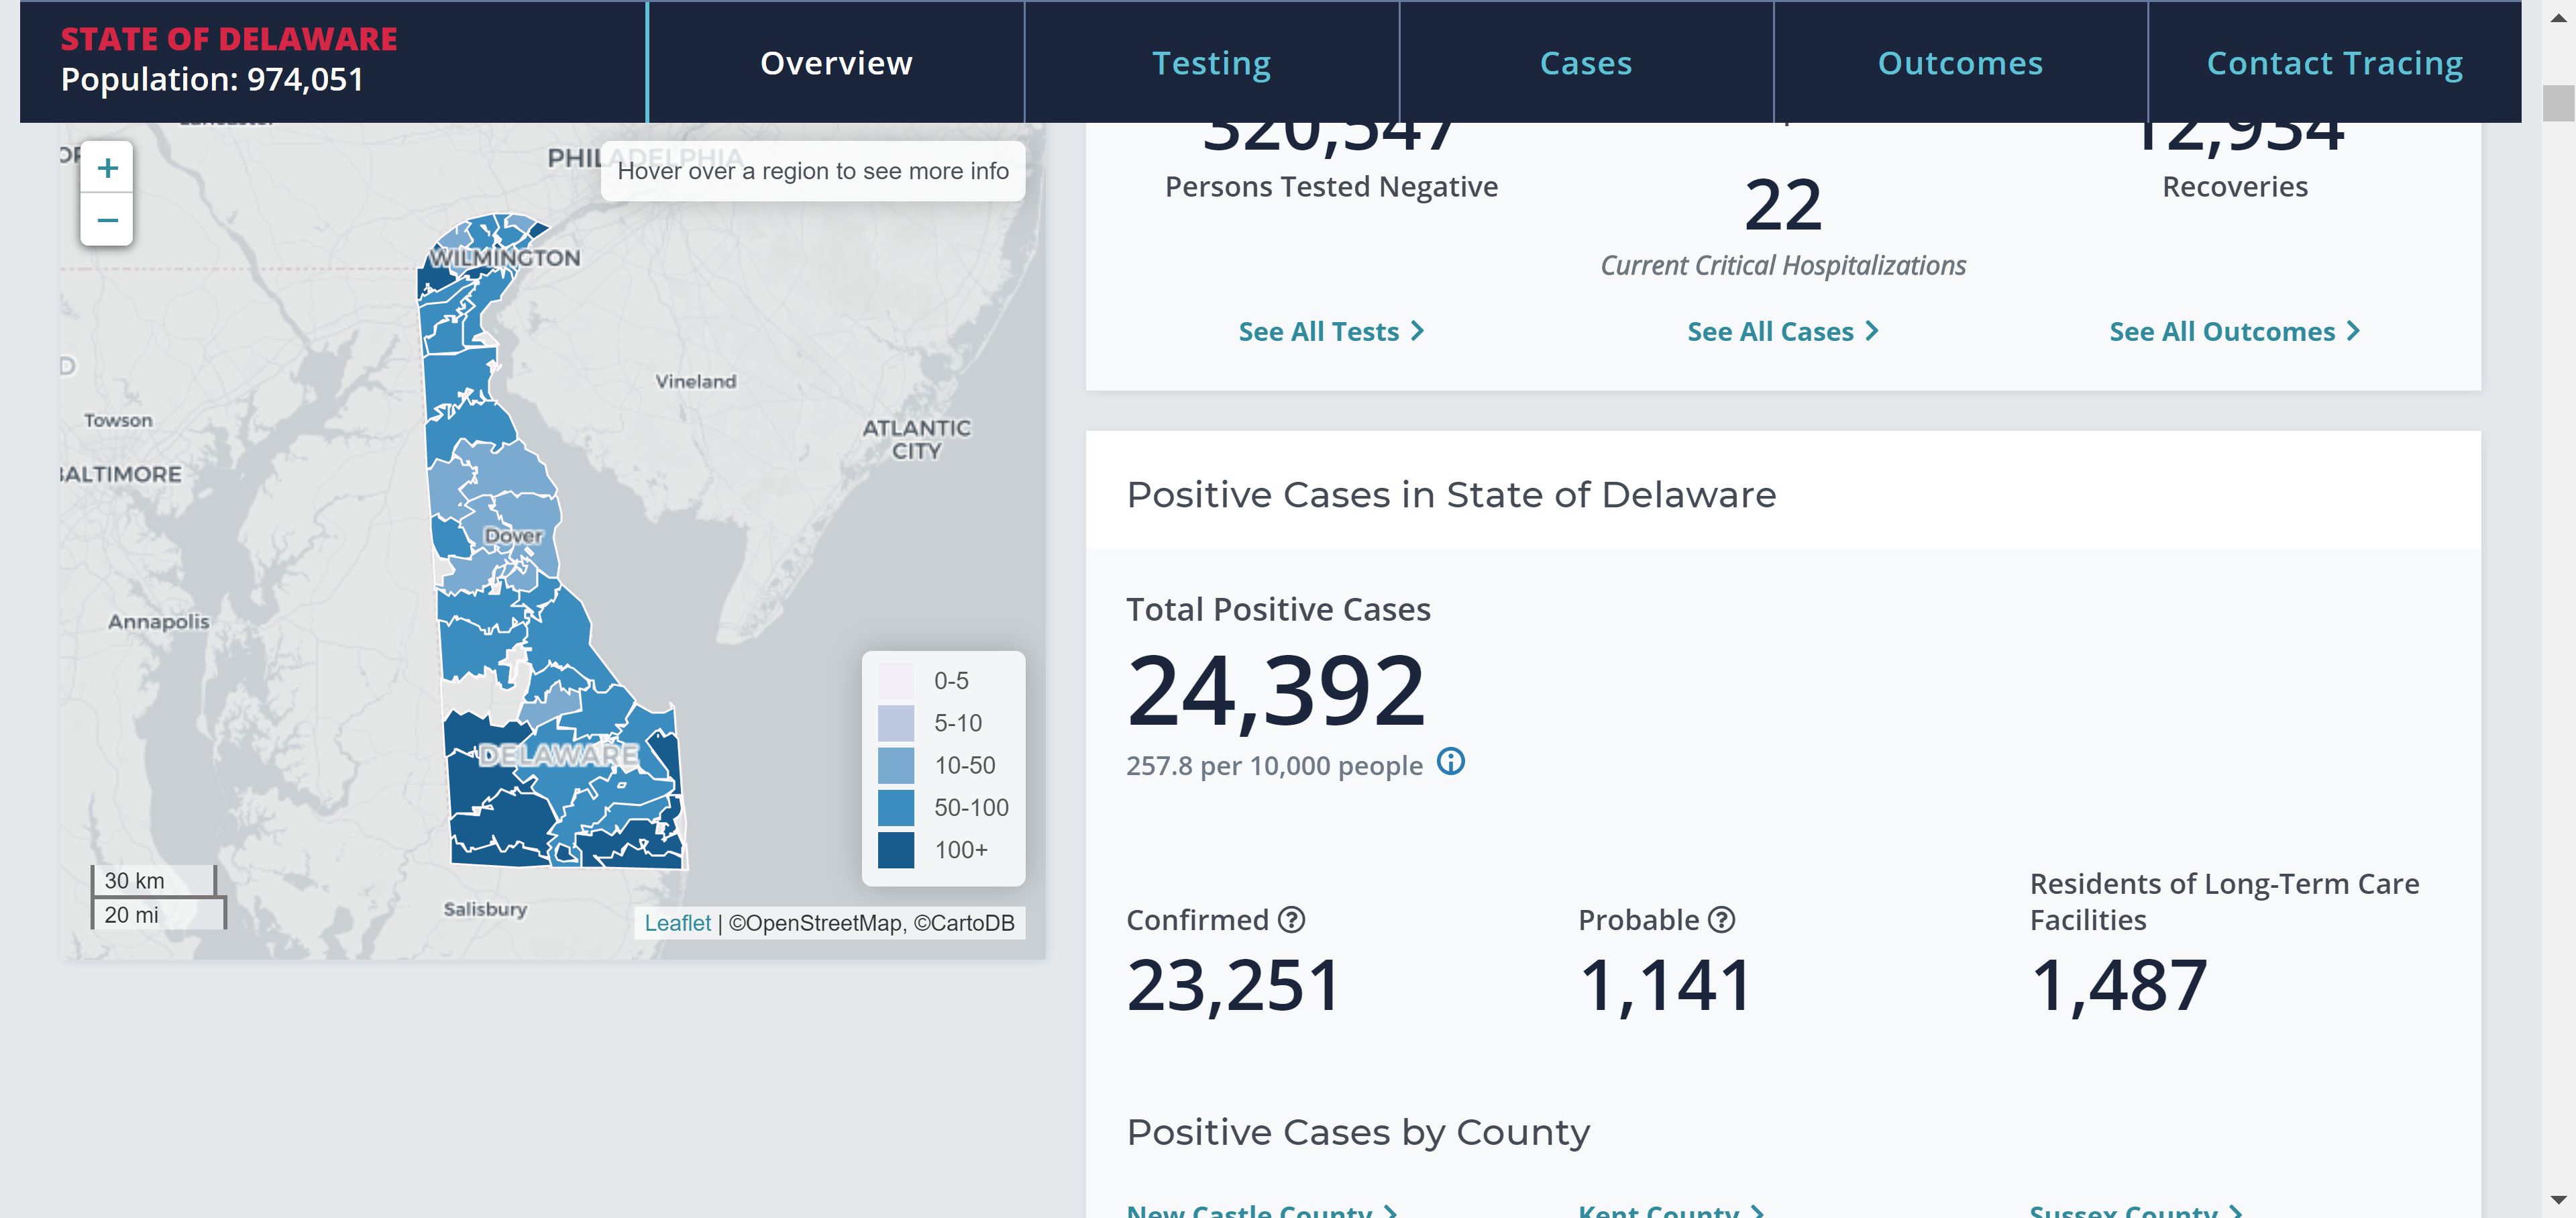 STATE OF DELAWARE
Population: 974,051
Overview
Testing
Cases
Outcomes
Contact Tracing
+
−
PHILADELPHIA
Hover over a region to see more info
WILMINGTON
Vineland
Towson
ATLANTIC
CITY
BALTIMORE
Dover
Annapolis
DELAWARE
Salisbury
0-5
5-10
10-50
50-100
100+
30 km
20 mi
Leaflet | ©OpenStreetMap, ©CartoDB
320,547
Persons Tested Negative
22
Current Critical Hospitalizations
12,934
Recoveries
See All Tests
See All Cases
See All Outcomes
Positive Cases in State of Delaware
Total Positive Cases
24,392
257.8 per 10,000 people
Confirmed
23,251
Probable
1,141
Residents of Long-Term Care
Facilities
1,487
Positive Cases by County
New Castle County
Kent County
Sussex County